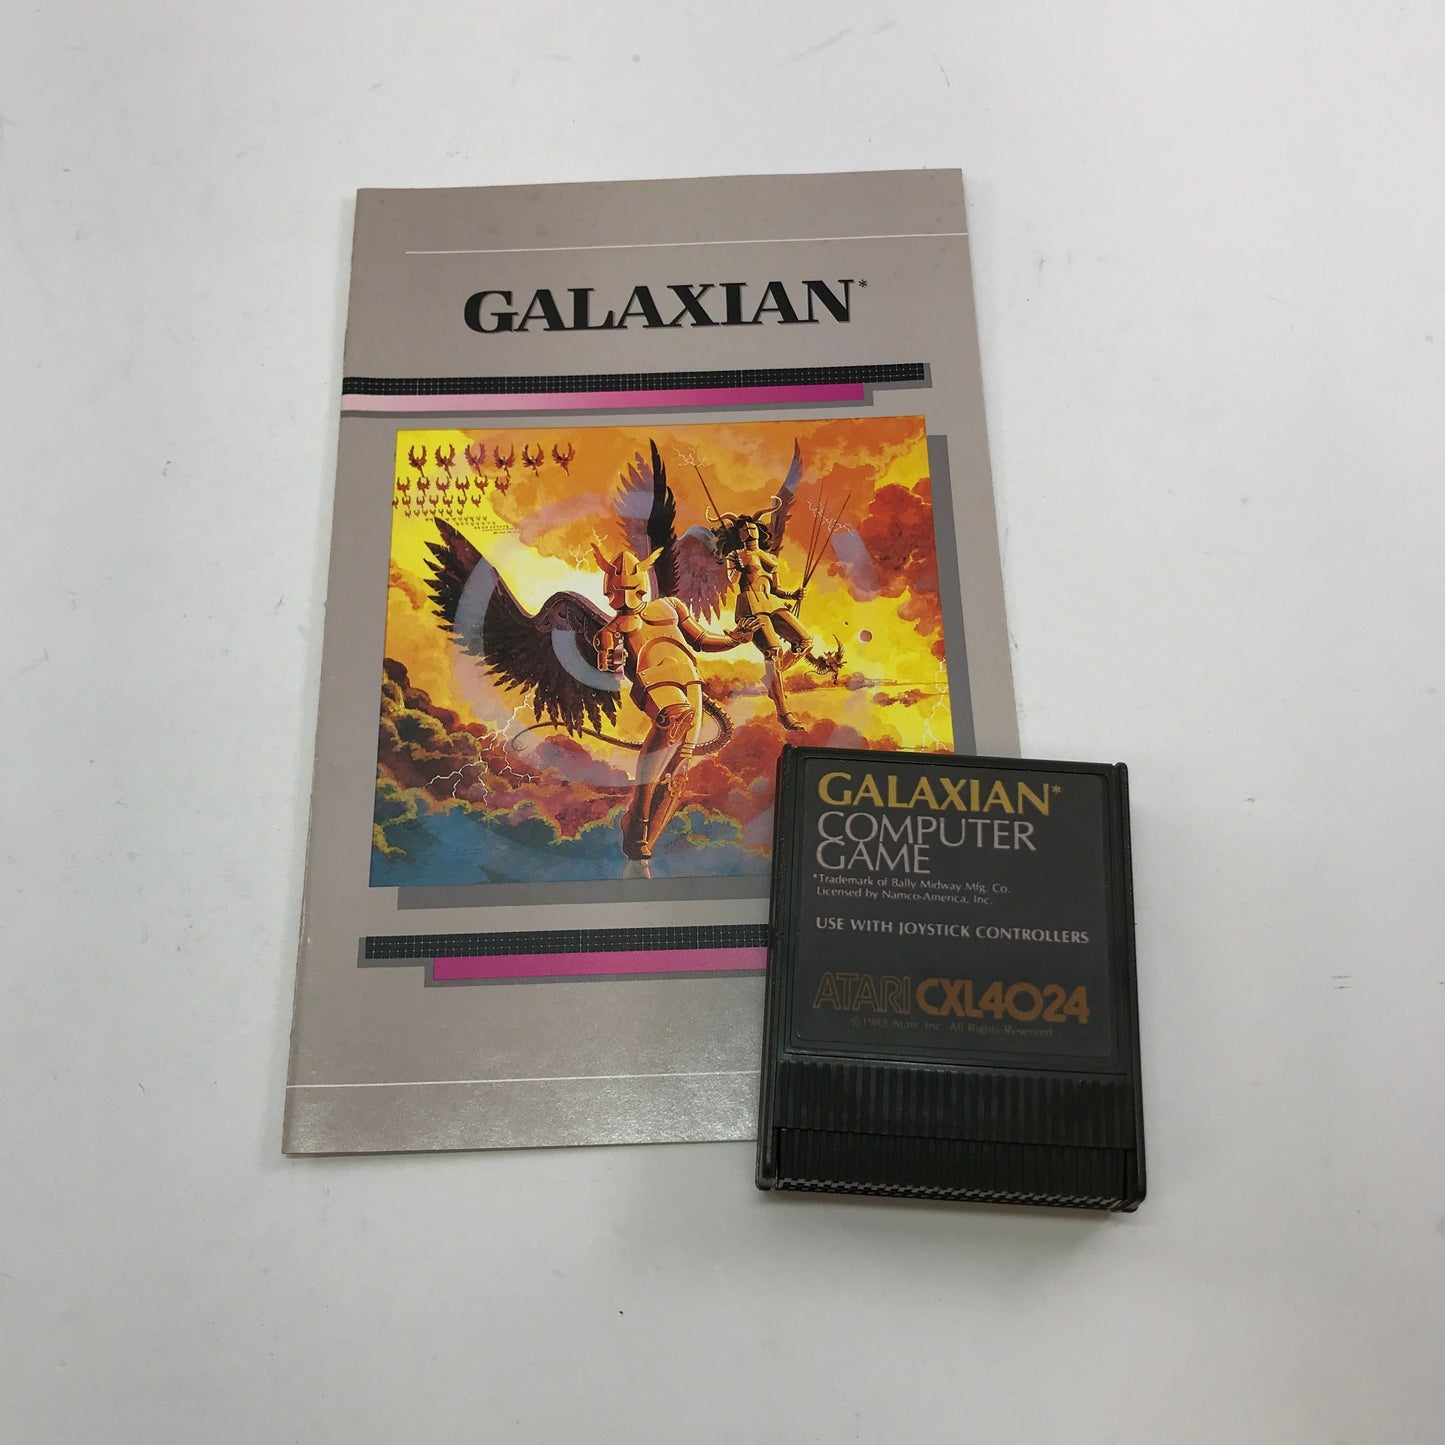 GALAXIAN*
GALAXIAN*
COMPUTER
GAME
*Trademark of Bally Midway Mfg. Co.
Licensed by Namco-America, Inc.
USE WITH JOYSTICK CONTROLLERS
ATARI CXL4024
© 1982 Atari, Inc. All Rights Reserved